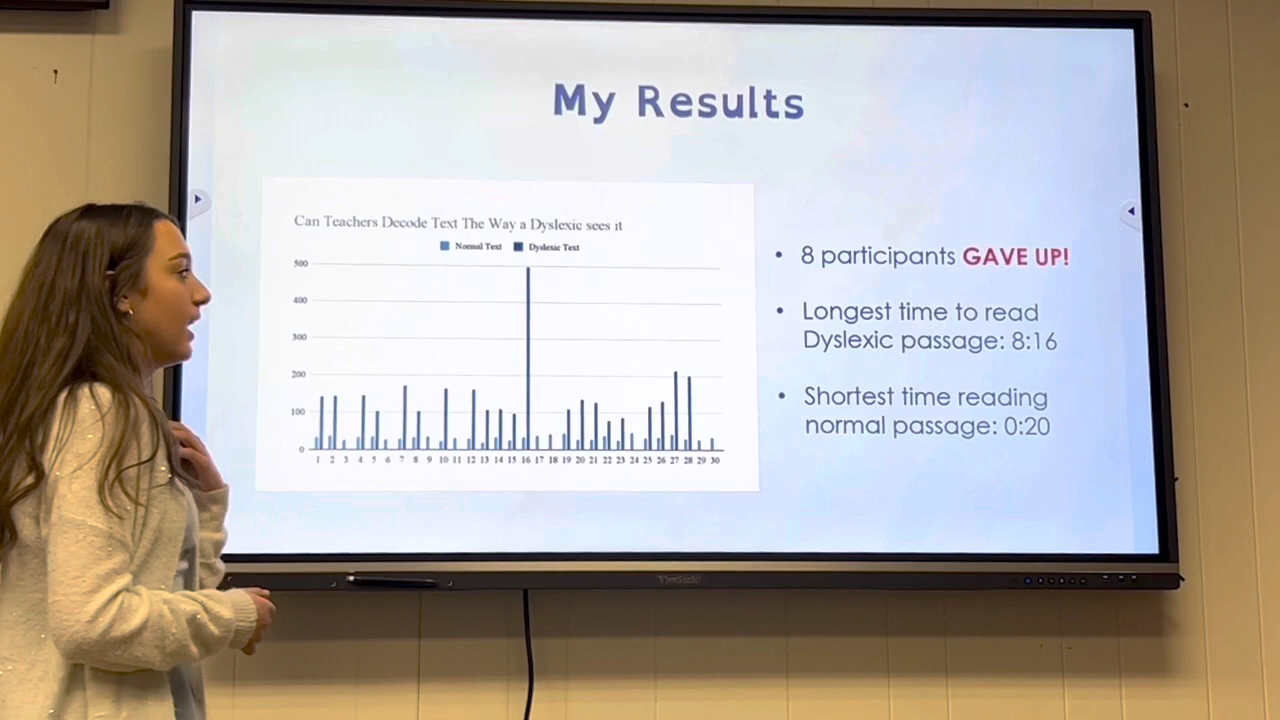 My Results
Can Teachers Decode Text The Way a Dyslexic sees it
Normal Text Dyslexic Text
500
400
300
200
100
0
1 2 3 4 5 6 7 8 9 10 11 12 13 14 15 16 17 18 19 20 21 22 23 24 25 26 27 28 29 30
• 8 participants GAVE UP!
• Longest time to read
Dyslexic passage: 8:16
• Shortest time reading
normal passage: 0:20
ViewSonic